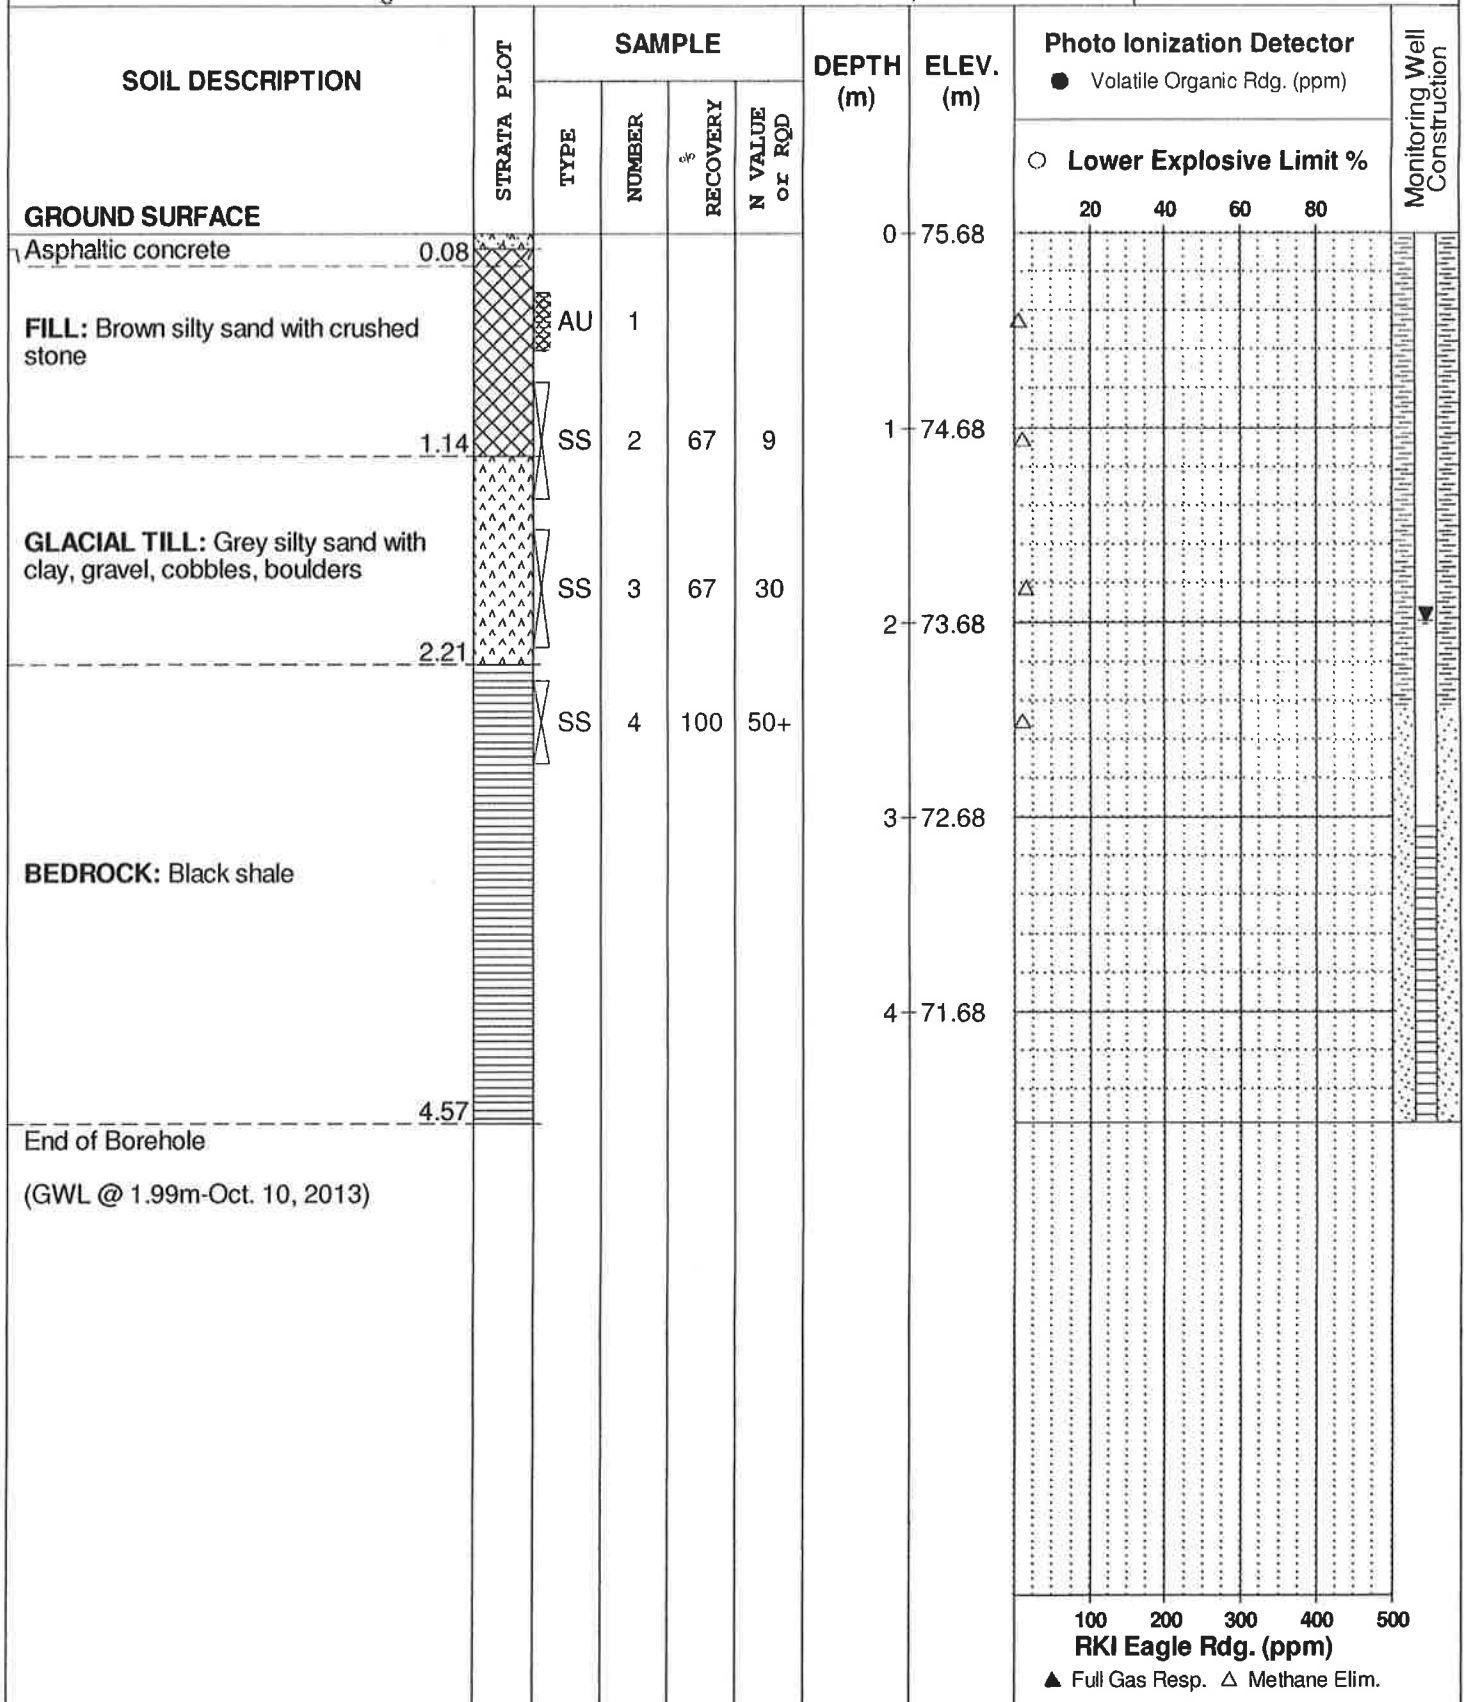 SOIL DESCRIPTION
GROUND SURFACE
STRATA PLOT
SAMPLE
TYPE
NUMBER
% RECOVERY
N VALUE
or RQD
DEPTH
(m)
ELEV.
(m)
Photo Ionization Detector
● Volatile Organic Rdg. (ppm)
○ Lower Explosive Limit %
20 40 60 80
Monitoring Well
Construction
Asphaltic concrete 0.08
0 75.68
FILL: Brown silty sand with crushed
stone
AU 1
1.14
SS 2 67 9
1 74.68
GLACIAL TILL: Grey silty sand with
clay, gravel, cobbles, boulders
SS 3 67 30
2 73.68
2.21
SS 4 100 50+
3 72.68
BEDROCK: Black shale
4 71.68
4.57
End of Borehole
(GWL @ 1.99m-Oct. 10, 2013)
100 200 300 400 500
RKI Eagle Rdg. (ppm)
▲ Full Gas Resp. △ Methane Elim.